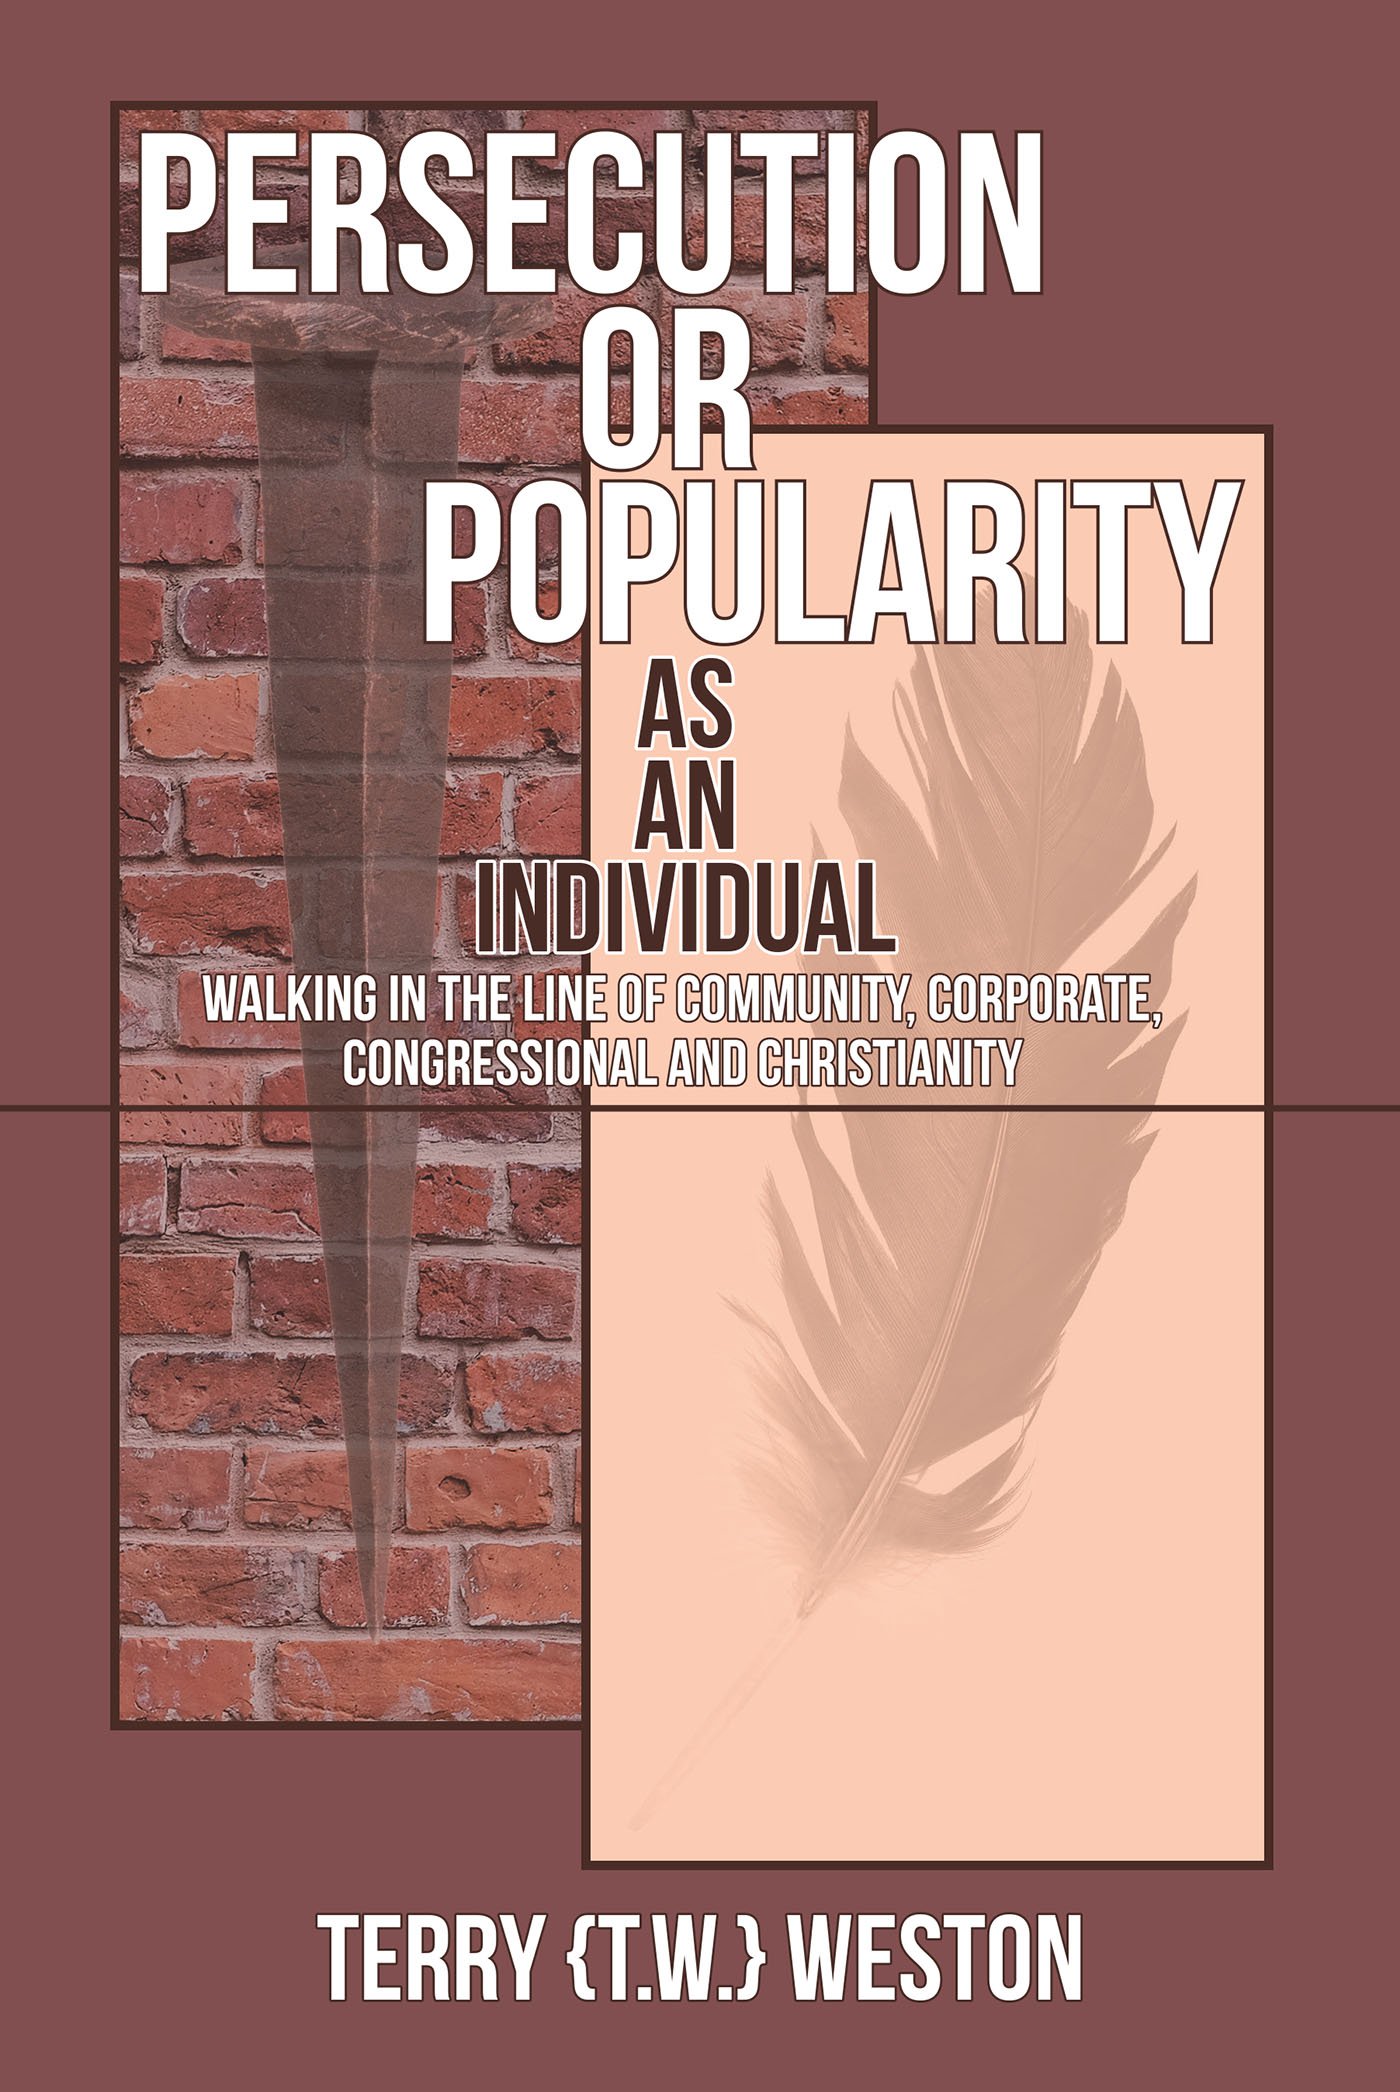 PERSECUTION
OR
POPULARITY
AS
AN
INDIVIDUAL
WALKING IN THE LINE OF COMMUNITY, CORPORATE,
CONGRESSIONAL AND CHRISTIANITY
TERRY {T.W.} WESTON